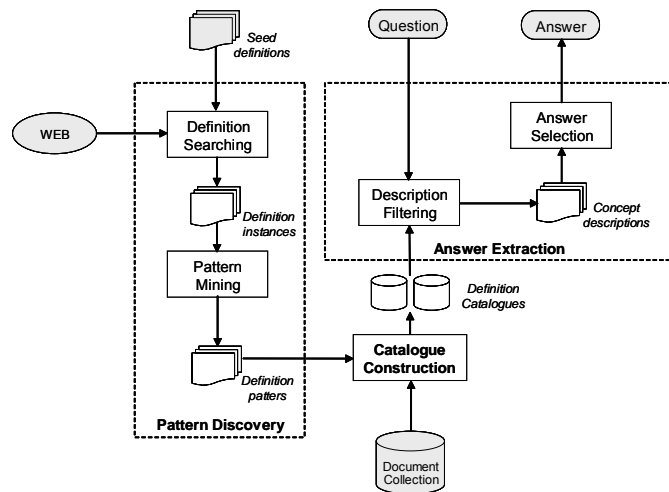 Seed
definitions
Question
Answer
WEB
Definition
Searching
Answer
Selection
Definition
instances
Description
Filtering
Concept
descriptions
Answer Extraction
Pattern
Mining
Definition
Catalogues
Catalogue
Construction
Definition
patters
Pattern Discovery
Document
Collection